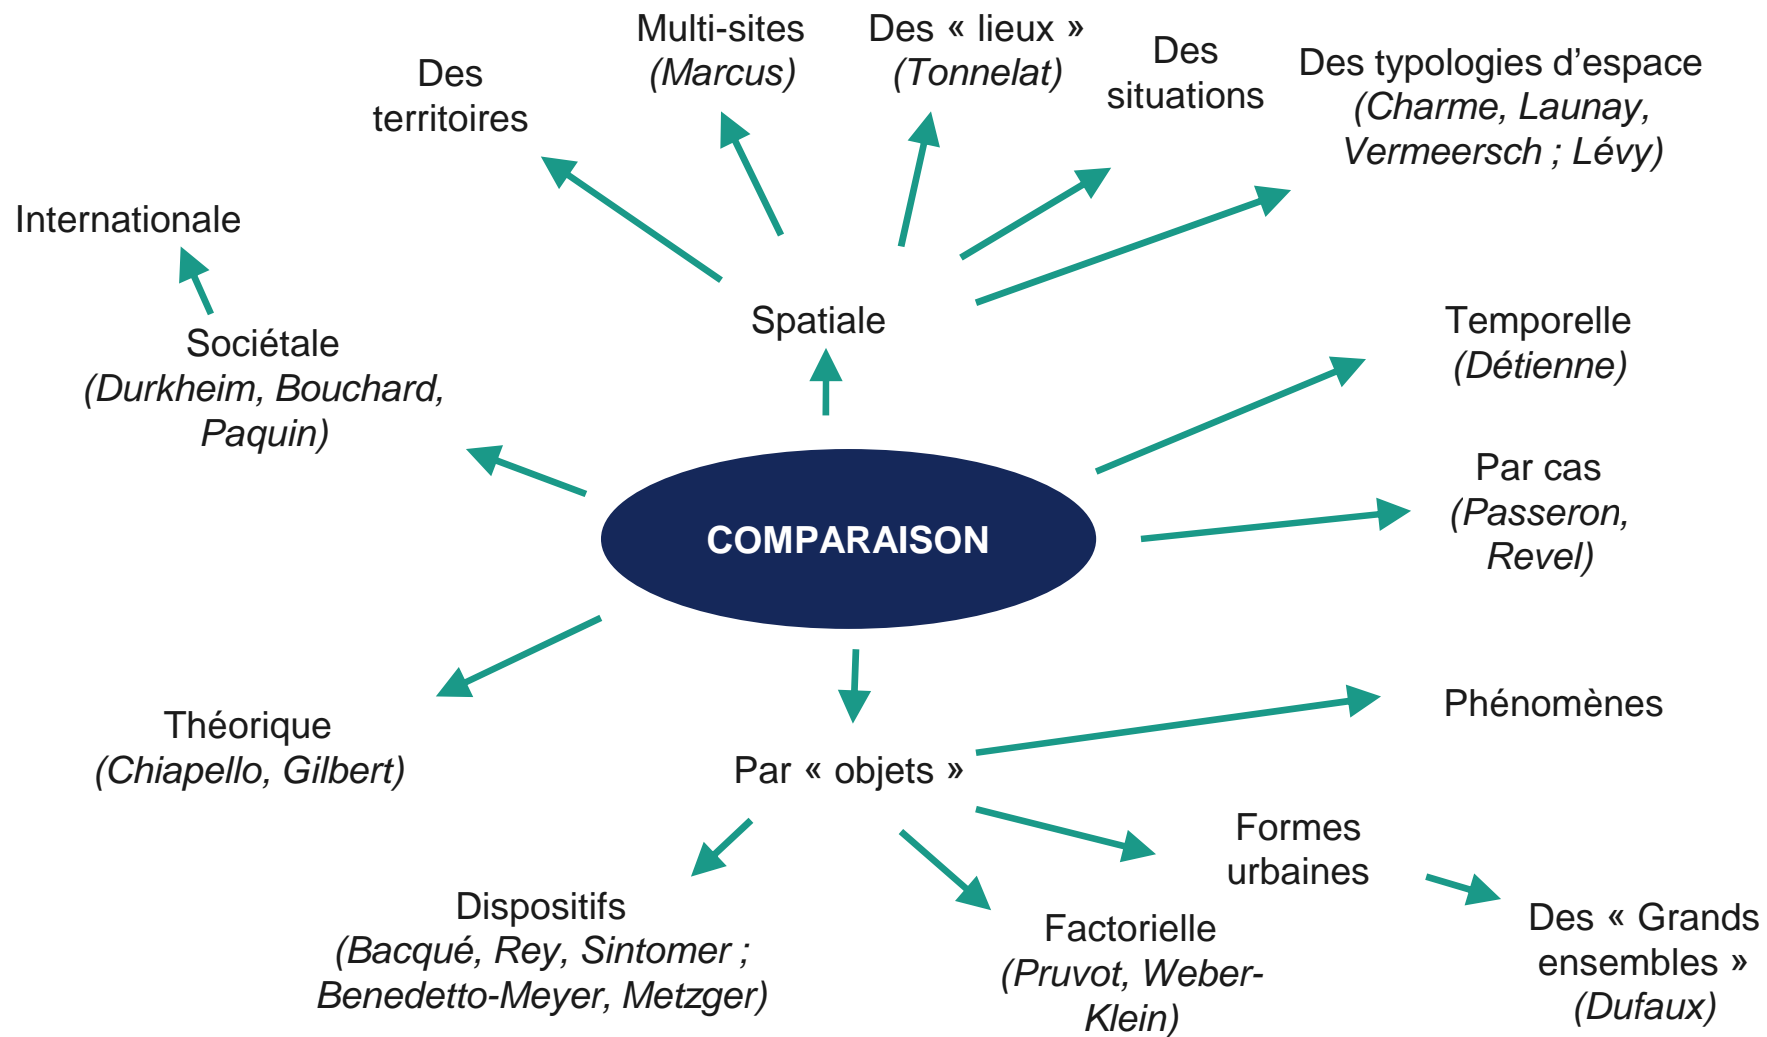 Multi-sites
(Marcus)
Des « lieux »
(Tonnelat)
Des
situations
Des typologies d’espace
(Charme, Launay,
Vermeersch ; Lévy)
Des
territoires
Internationale
Sociétale
(Durkheim, Bouchard,
Paquin)
Spatiale
Temporelle
(Détienne)
Par cas
(Passeron,
Revel)
COMPARAISON
Théorique
(Chiapello, Gilbert)
Par « objets »
Phénomènes
Formes
urbaines
Des « Grands
ensembles »
(Dufaux)
Dispositifs
(Bacqué, Rey, Sintomer ;
Benedetto-Meyer, Metzger)
Factorielle
(Pruvot, Weber-
Klein)